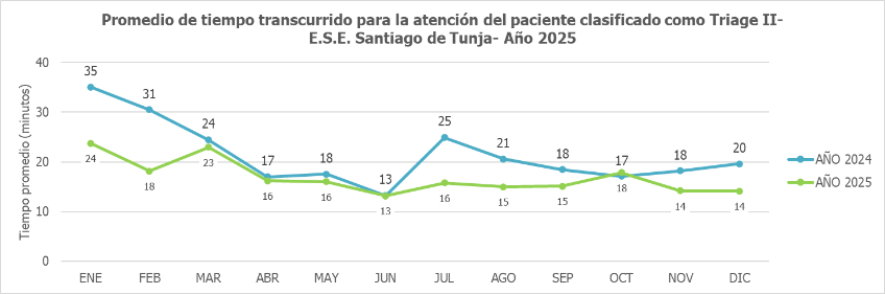 Promedio de tiempo transcurrido para la atención del paciente clasificado como Triage II-
E.S.E. Santiago de Tunja- Año 2025
Tiempo promedio (minutos)
40
30
20
10
0
35 31 24 17 18 13 25 21 18 17 18 20
24 18 23 16 16 13 16 15 15 18 14 14
ENE FEB MAR ABR MAY JUN JUL AGO SEP OCT NOV DIC
AÑO 2024
AÑO 2025